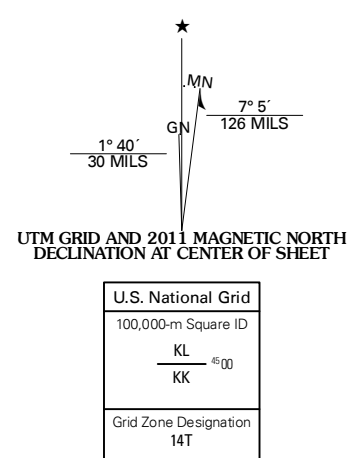 ★
MN
GN
7° 5´
126 MILS
1° 40´
30 MILS
UTM GRID AND 2011 MAGNETIC NORTH
DECLINATION AT CENTER OF SHEET
U.S. National Grid
100,000-m Square ID
KL
4500
KK
Grid Zone Designation
14T